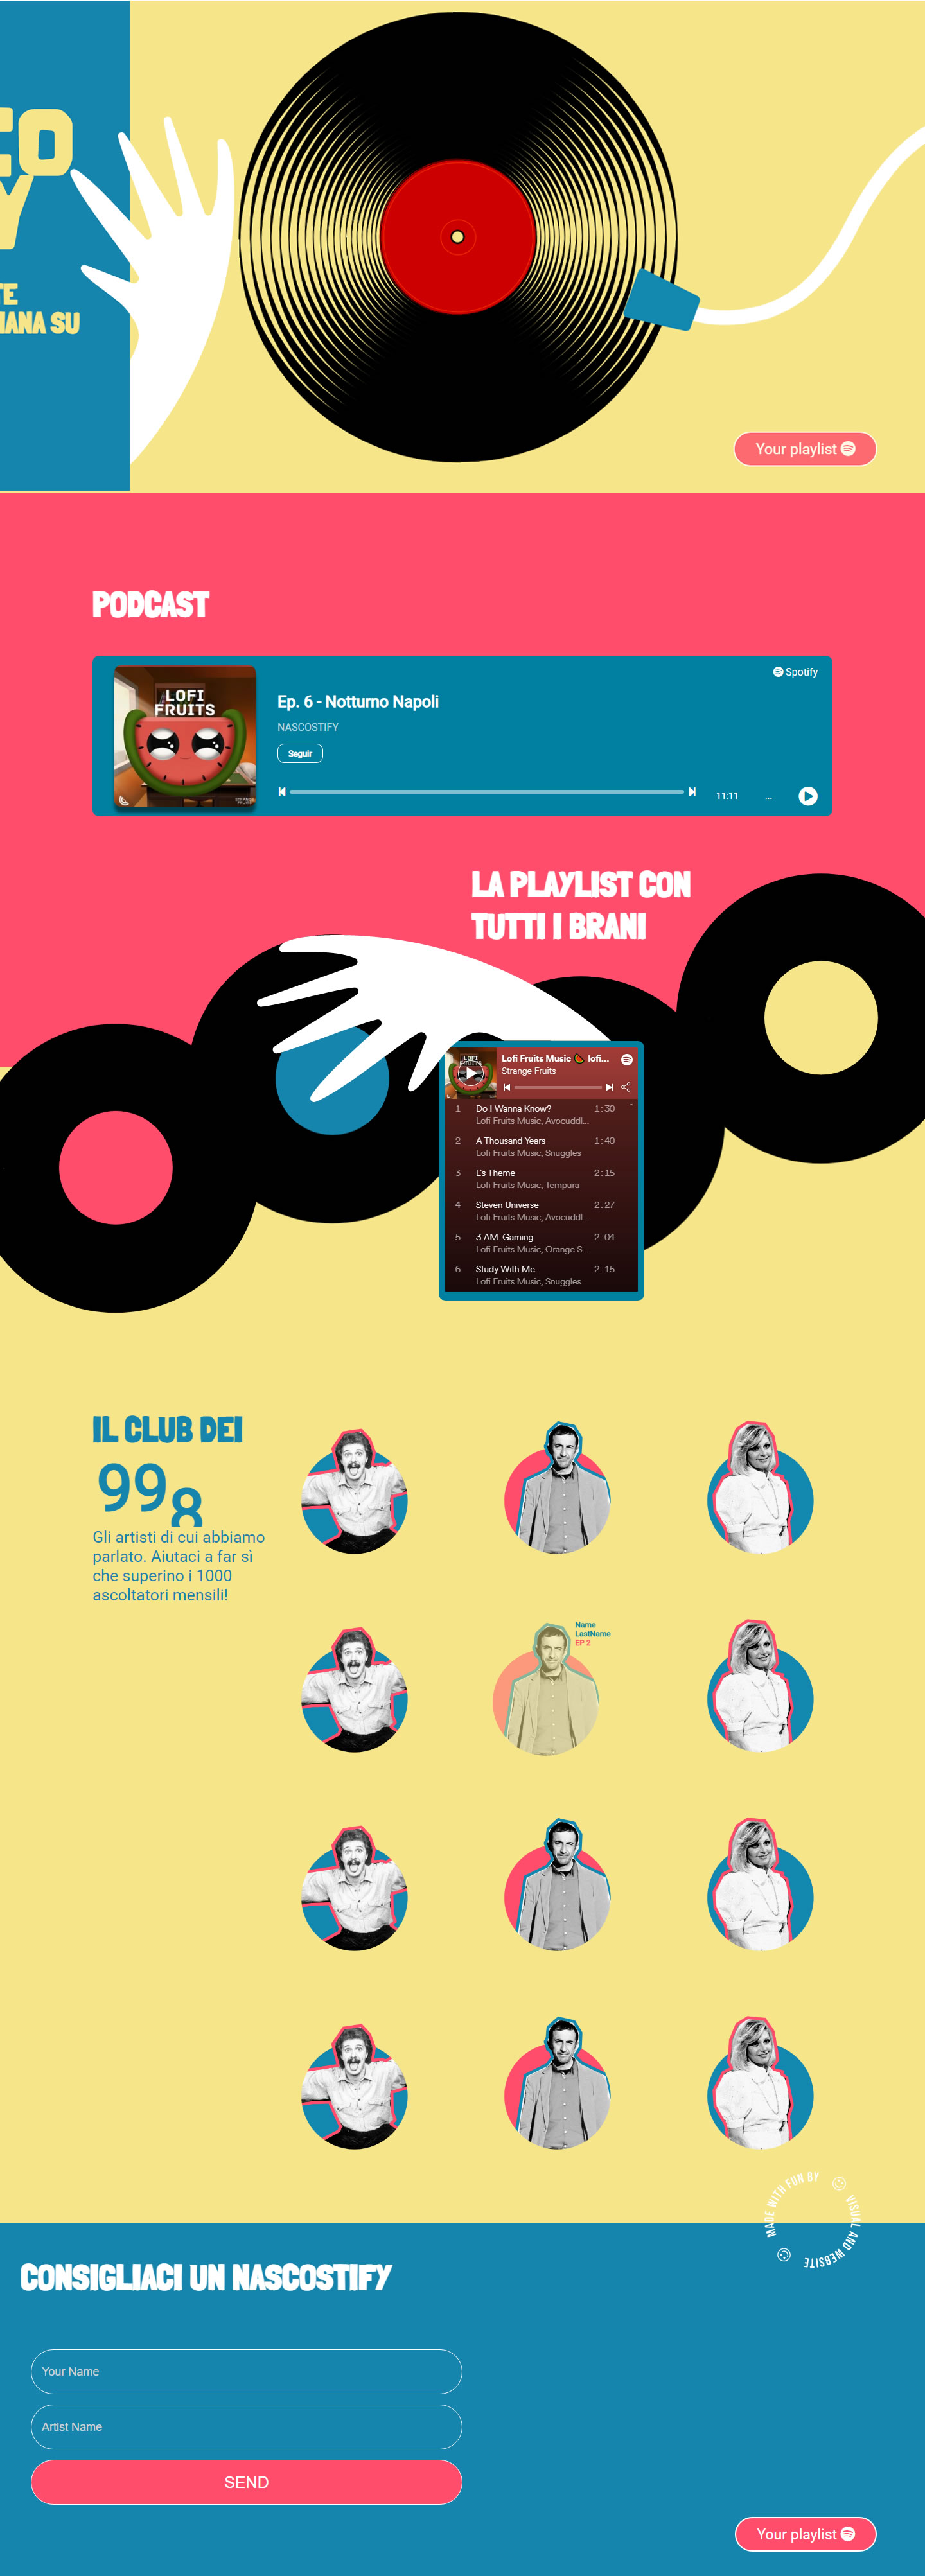 CO
Y
TE
IANA SU
Your playlist
PODCAST
LOFI
FRUITS
STRANGE
FRUITS
Spotify
Ep. 6 - Notturno Napoli
NASCOSTIFY
Seguir
11:11
...
LA PLAYLIST CON
TUTTI I BRANI
LOFI
FRUITS
Lofi Fruits Music 🍉 lofi...
Strange Fruits
1 Do I Wanna Know? 1:30
Lofi Fruits Music, Avocuddl...
2 A Thousand Years 1:40
Lofi Fruits Music, Snuggles
3 L's Theme 2:15
Lofi Fruits Music, Tempura
4 Steven Universe 2:27
Lofi Fruits Music, Avocuddl...
5 3 AM. Gaming 2:04
Lofi Fruits Music, Orange S...
6 Study With Me 2:15
Lofi Fruits Music, Snuggles
IL CLUB DEI
998
Gli artisti di cui abbiamo
parlato. Aiutaci a far sì
che superino i 1000
ascoltatori mensili!
Name
LastName
EP 2
MADE WITH FUN BY
VISUAL AND WEBSITE
CONSIGLIACI UN NASCOSTIFY
Your Name
Artist Name
SEND
Your playlist